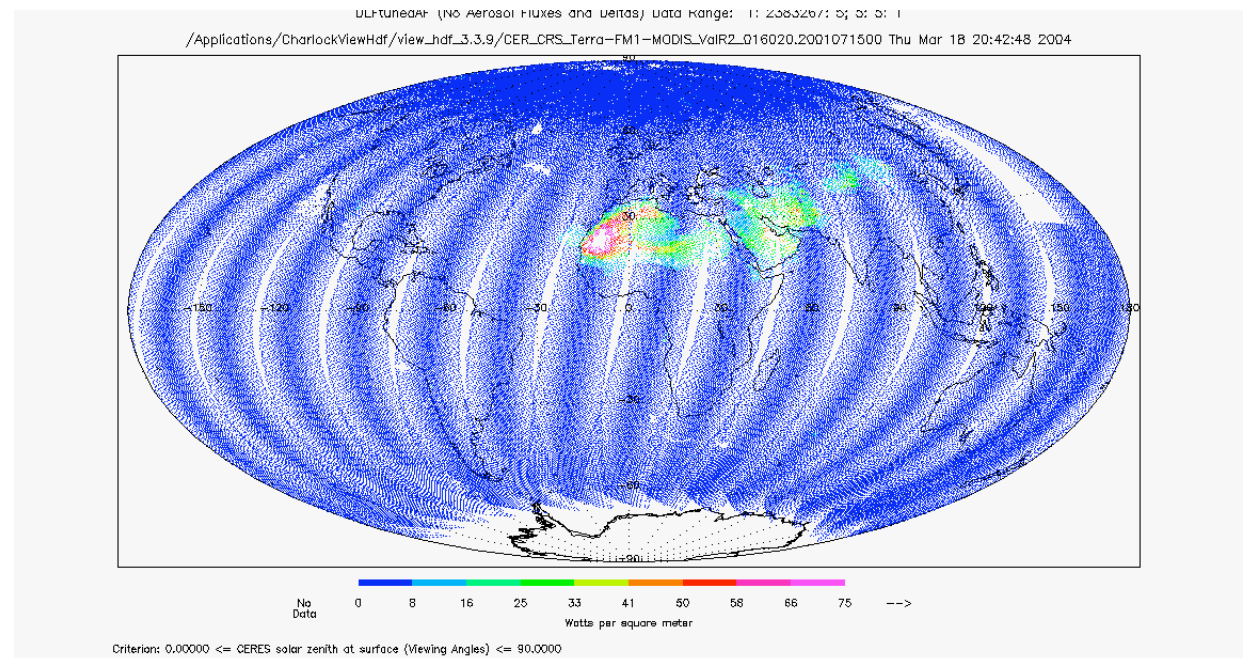 DLFtunedAF (No Aerosol Fluxes and Deltas) Data Range: 1: 2383267: 5; 5: 5: 1
/Applications/CharlockViewHdf/view_hdf_3.3.9/CER_CRS_Terra-FM1-MODIS_ValR2_016020.2001071500 Thu Mar 18 20:42:48 2004
90
60
30
-150 -120 -90 -60 -30 0 30 60 90 150 180
-30
-60
-90
No Data 0 8 16 25 33 41 50 58 66 75 -->
Watts per square meter
Criterion: 0.00000 <= CERES solar zenith at surface (Viewing Angles) <= 90.0000